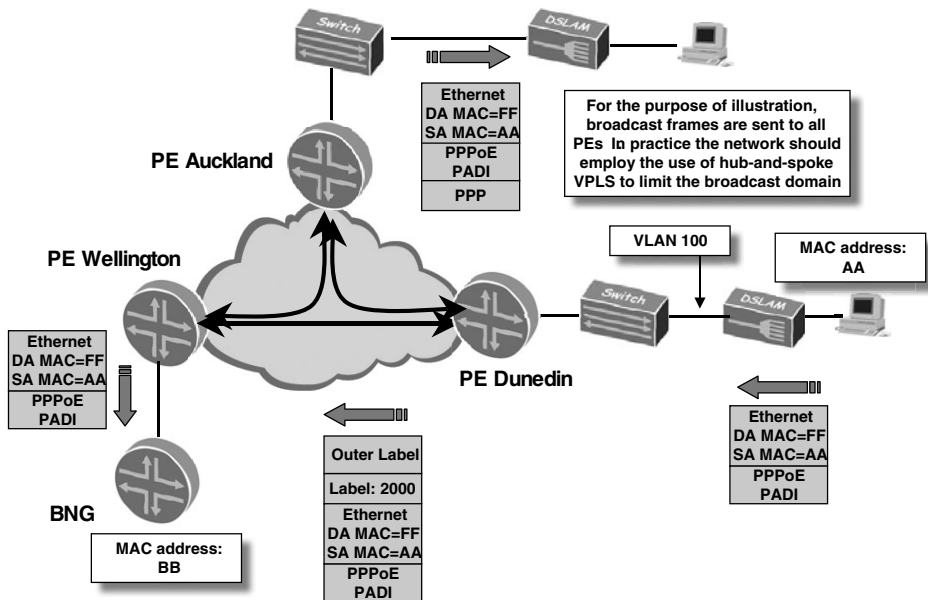 Switch
DSLAM
Ethernet
DA MAC=FF
SA MAC=AA
PPPoE
PADI
PPP
For the purpose of illustration,
broadcast frames are sent to all
PEs In practice the network should
employ the use of hub-and-spoke
VPLS to limit the broadcast domain
PE Auckland
PE Wellington
VLAN 100
MAC address:
AA
Switch
DSLAM
PE Dunedin
Ethernet
DA MAC=FF
SA MAC=AA
PPPoE
PADI
BNG
MAC address:
BB
Outer Label
Label: 2000
Ethernet
DA MAC=FF
SA MAC=AA
PPPoE
PADI
Ethernet
DA MAC=FF
SA MAC=AA
PPPoE
PADI